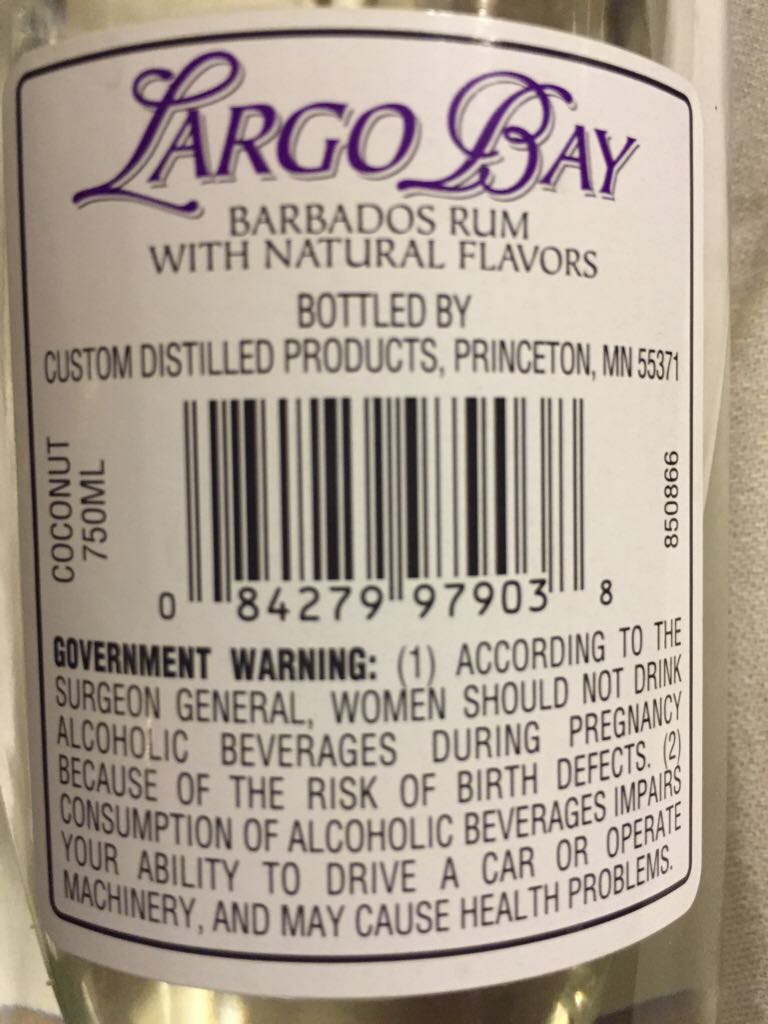 LARGO BAY
BARBADOS RUM
WITH NATURAL FLAVORS
BOTTLED BY
CUSTOM DISTILLED PRODUCTS, PRINCETON, MN 55371
COCONUT
750ML
850866
0 84279 97903 8
GOVERNMENT WARNING: (1) ACCORDING TO THE
SURGEON GENERAL, WOMEN SHOULD NOT DRINK
ALCOHOLIC BEVERAGES DURING PREGNANCY
BECAUSE OF THE RISK OF BIRTH DEFECTS. (2)
CONSUMPTION OF ALCOHOLIC BEVERAGES IMPAIRS
YOUR ABILITY TO DRIVE A CAR OR OPERATE
MACHINERY, AND MAY CAUSE HEALTH PROBLEMS.